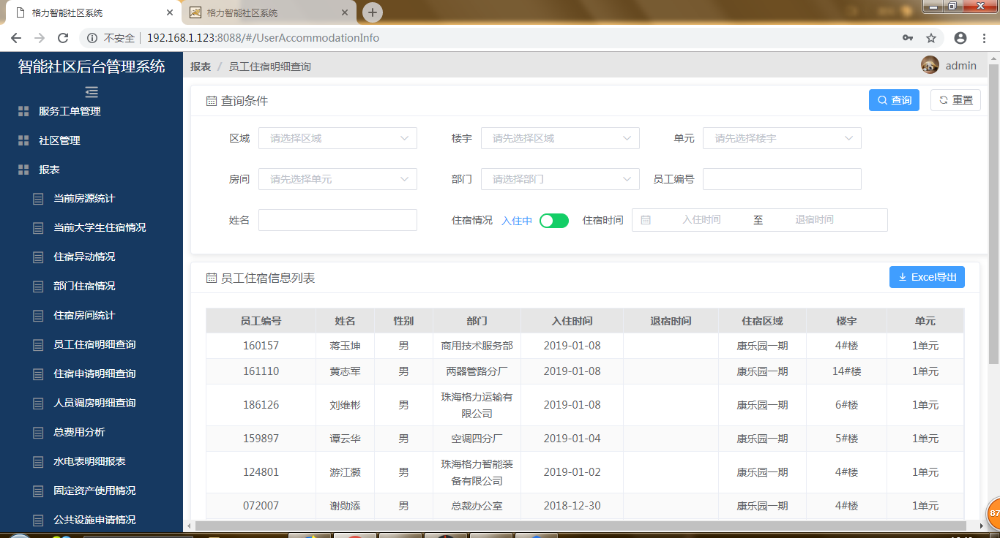 格力智能社区系统
格力智能社区系统
不安全 192.168.1.123:8088/#/UserAccommodationInfo
智能社区后台管理系统
服务工单管理
社区管理
报表
当前房源统计
当前大学生住宿情况
住宿异动情况
部门住宿情况
住宿房间统计
员工住宿明细查询
住宿申请明细查询
人员调房明细查询
总费用分析
水电表明细报表
固定资产使用情况
公共设施申请情况
报表 / 员工住宿明细查询
admin
查询条件
查询 重置
区域 请选择区域 楼宇 请先选择区域 单元 请先选择楼宇
房间 请先选择单元 部门 请选择部门 员工编号
姓名 住宿情况 入住中 住宿时间 入住时间 至 退宿时间
员工住宿信息列表
Excel导出
员工编号 姓名 性别 部门 入住时间 退宿时间 住宿区域 楼宇 单元
160157 蒋玉坤 男 商用技术服务部 2019-01-08 康乐园一期 4#楼 1单元
161110 黄志军 男 两器管路分厂 2019-01-08 康乐园一期 14#楼 1单元
186126 刘维彬 男 珠海格力运输有限公司 2019-01-08 康乐园一期 6#楼 1单元
159897 谭云华 男 空调四分厂 2019-01-04 康乐园一期 5#楼 1单元
124801 游江灏 男 珠海格力智能装备有限公司 2019-01-02 康乐园一期 4#楼 1单元
072007 谢勋添 男 总裁办公室 2018-12-30 康乐园一期 4#楼 1单元
87